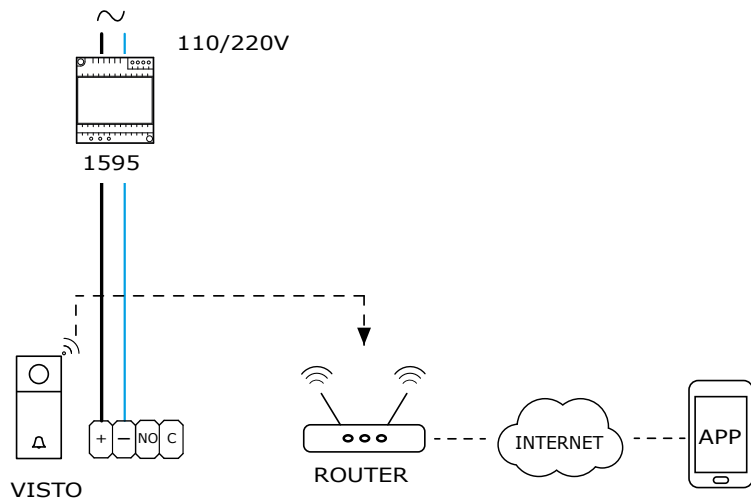 110/220V
1595
+ — NO C
VISTO
ROUTER
INTERNET
APP